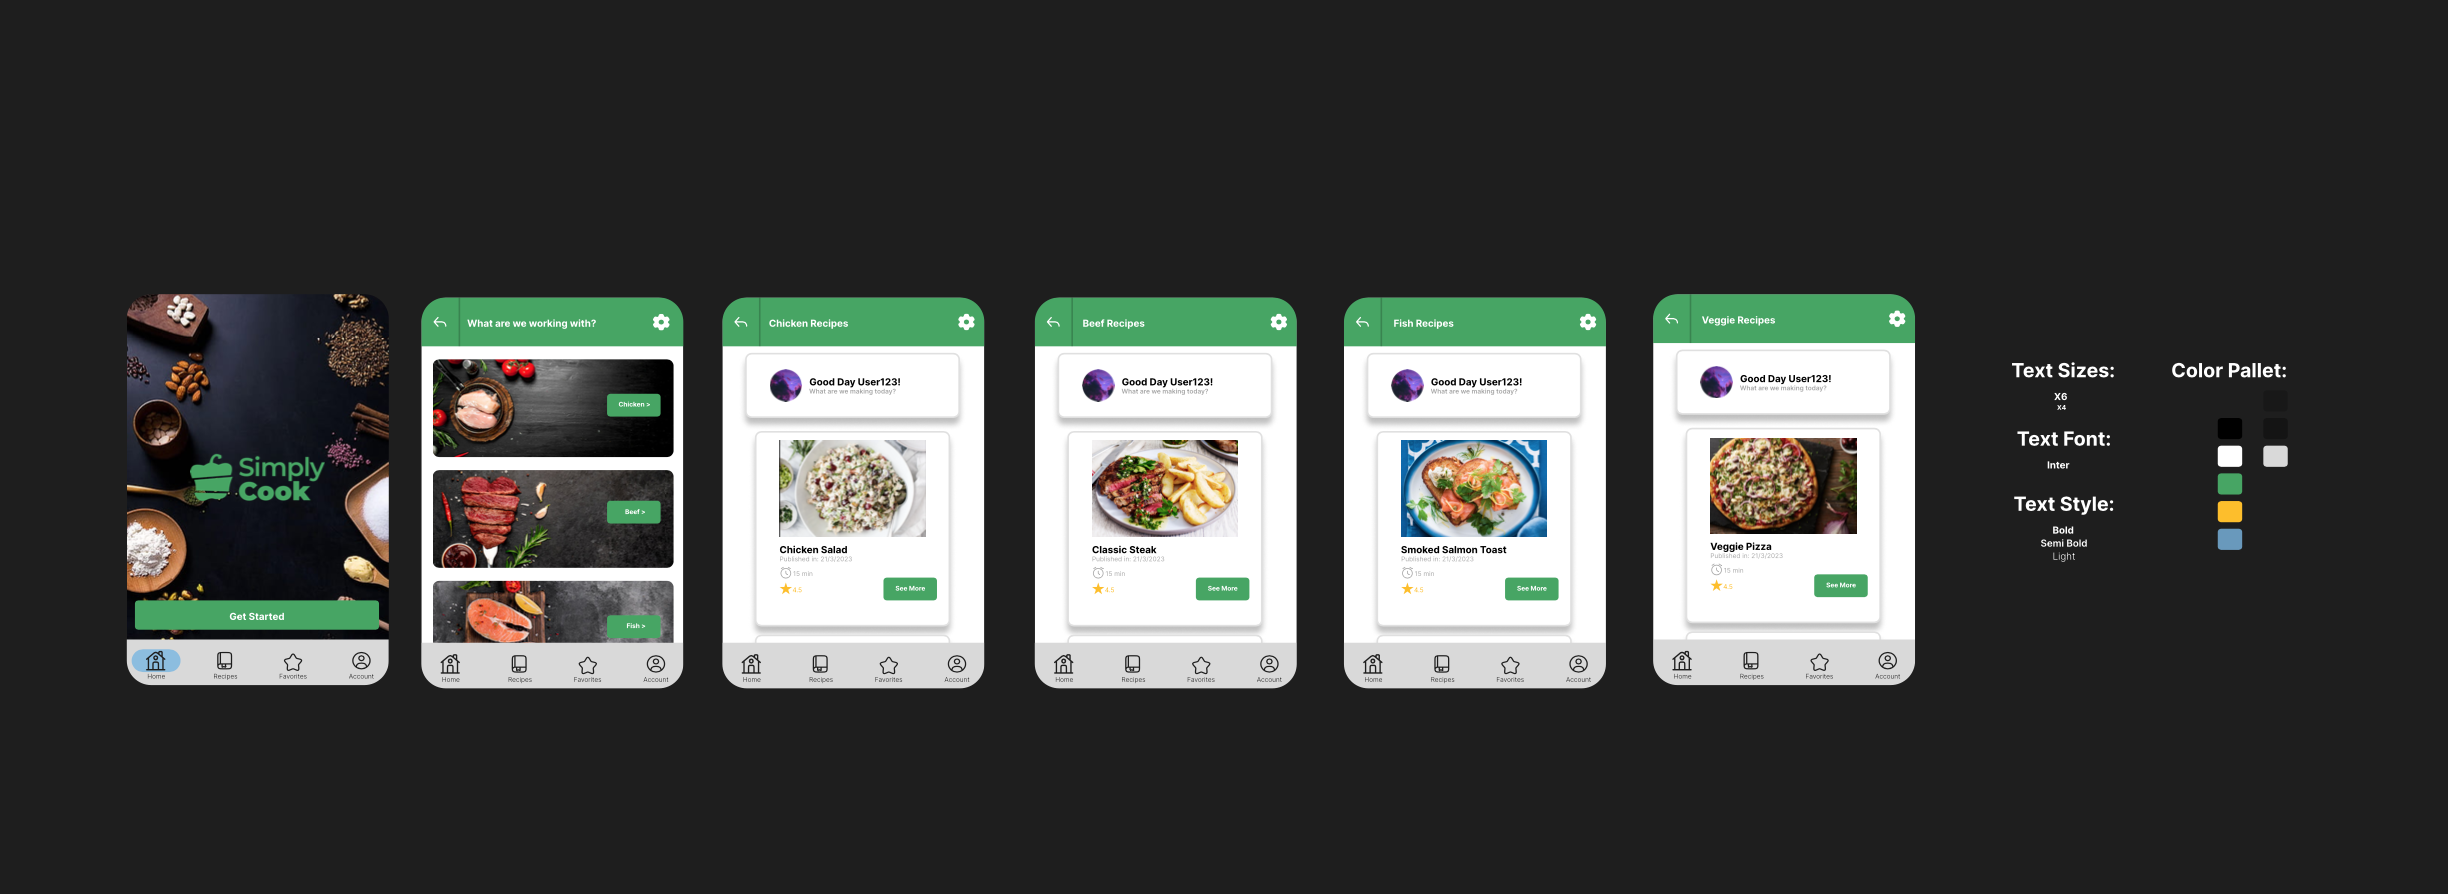 Simply
Cook
Get Started
Home
Recipes
Favorites
Account
What are we working with?
Chicken >
Beef >
Fish >
Home
Recipes
Favorites
Account
Chicken Recipes
Good Day User123!
What are we making today?
Chicken Salad
Published in: 21/3/2023
15 min
4.5
See More
Home
Recipes
Favorites
Account
Beef Recipes
Good Day User123!
What are we making today?
Classic Steak
Published in: 21/3/2023
15 min
4.5
See More
Home
Recipes
Favorites
Account
Fish Recipes
Good Day User123!
What are we making today?
Smoked Salmon Toast
Published in: 21/3/2023
15 min
4.5
See More
Home
Recipes
Favorites
Account
Veggie Recipes
Good Day User123!
What are we making today?
Veggie Pizza
Published in: 21/3/2023
15 min
4.5
See More
Home
Recipes
Favorites
Account
Text Sizes:
X6
X4
Text Font:
Inter
Text Style:
Bold
Semi Bold
Light
Color Pallet: